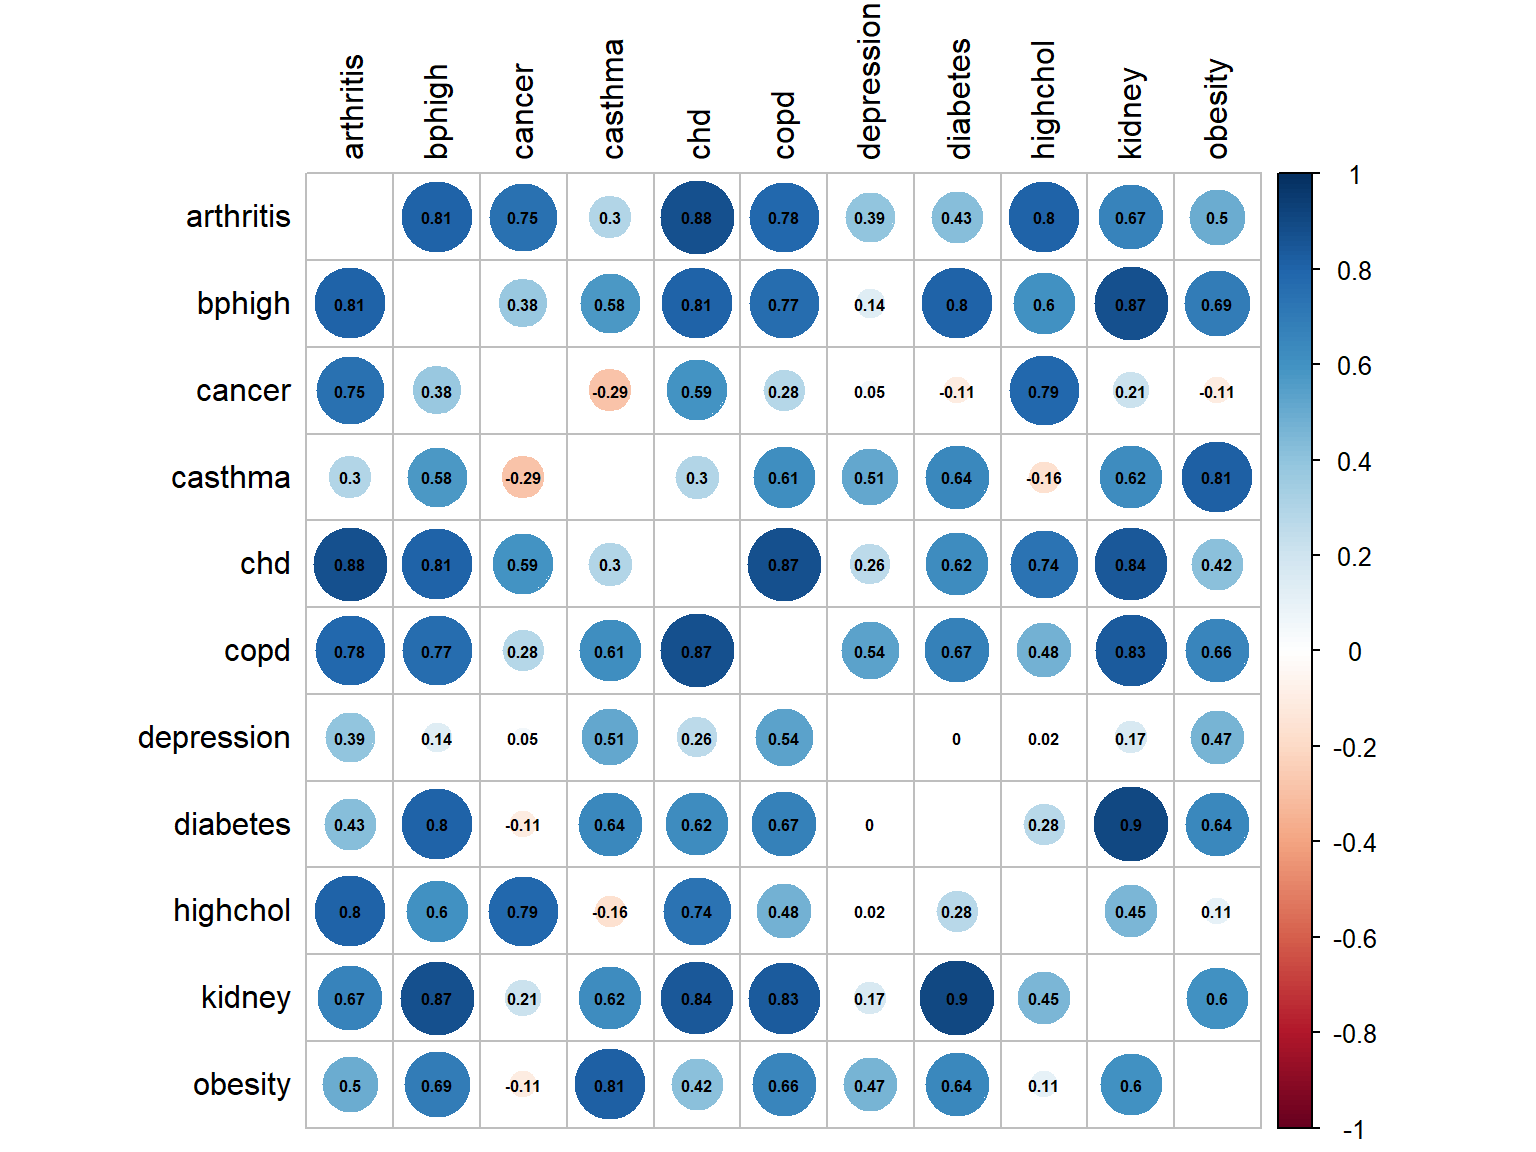 arthritis bphigh cancer casthma chd copd depression diabetes highchol kidney obesity
arthritis 0.81 0.75 0.3 0.88 0.78 0.39 0.43 0.8 0.67 0.5
bphigh 0.81 0.38 0.58 0.81 0.77 0.14 0.8 0.6 0.87 0.69
cancer 0.75 0.38 -0.29 0.59 0.28 0.05 -0.11 0.79 0.21 -0.11
casthma 0.3 0.58 -0.29 0.3 0.61 0.51 0.64 -0.16 0.62 0.81
chd 0.88 0.81 0.59 0.3 0.87 0.26 0.62 0.74 0.84 0.42
copd 0.78 0.77 0.28 0.61 0.87 0.54 0.67 0.48 0.83 0.66
depression 0.39 0.14 0.05 0.51 0.26 0.54 0 0.02 0.17 0.47
diabetes 0.43 0.8 -0.11 0.64 0.62 0.67 0 0.28 0.9 0.64
highchol 0.8 0.6 0.79 -0.16 0.74 0.48 0.02 0.28 0.45 0.11
kidney 0.67 0.87 0.21 0.62 0.84 0.83 0.17 0.9 0.45 0.6
obesity 0.5 0.69 -0.11 0.81 0.42 0.66 0.47 0.64 0.11 0.6
1
0.8
0.6
0.4
0.2
0
-0.2
-0.4
-0.6
-0.8
-1